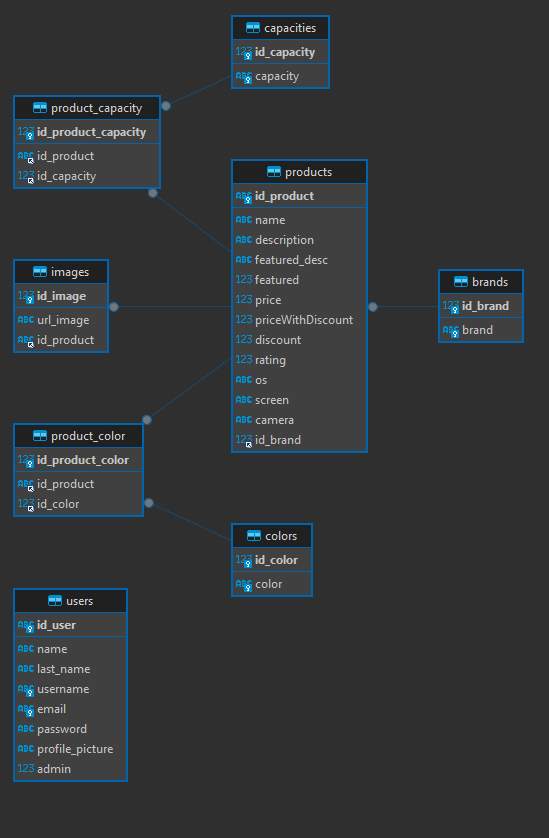 capacities
123 id_capacity
ABC capacity
product_capacity
123 id_product_capacity
ABC id_product
123 id_capacity
products
ABC id_product
ABC name
ABC description
ABC featured_desc
123 featured
123 price
123 priceWithDiscount
123 discount
123 rating
ABC os
ABC screen
ABC camera
123 id_brand
images
123 id_image
ABC url_image
ABC id_product
brands
123 id_brand
ABC brand
product_color
123 id_product_color
ABC id_product
123 id_color
colors
123 id_color
ABC color
users
ABC id_user
ABC name
ABC last_name
ABC username
ABC email
ABC password
ABC profile_picture
123 admin